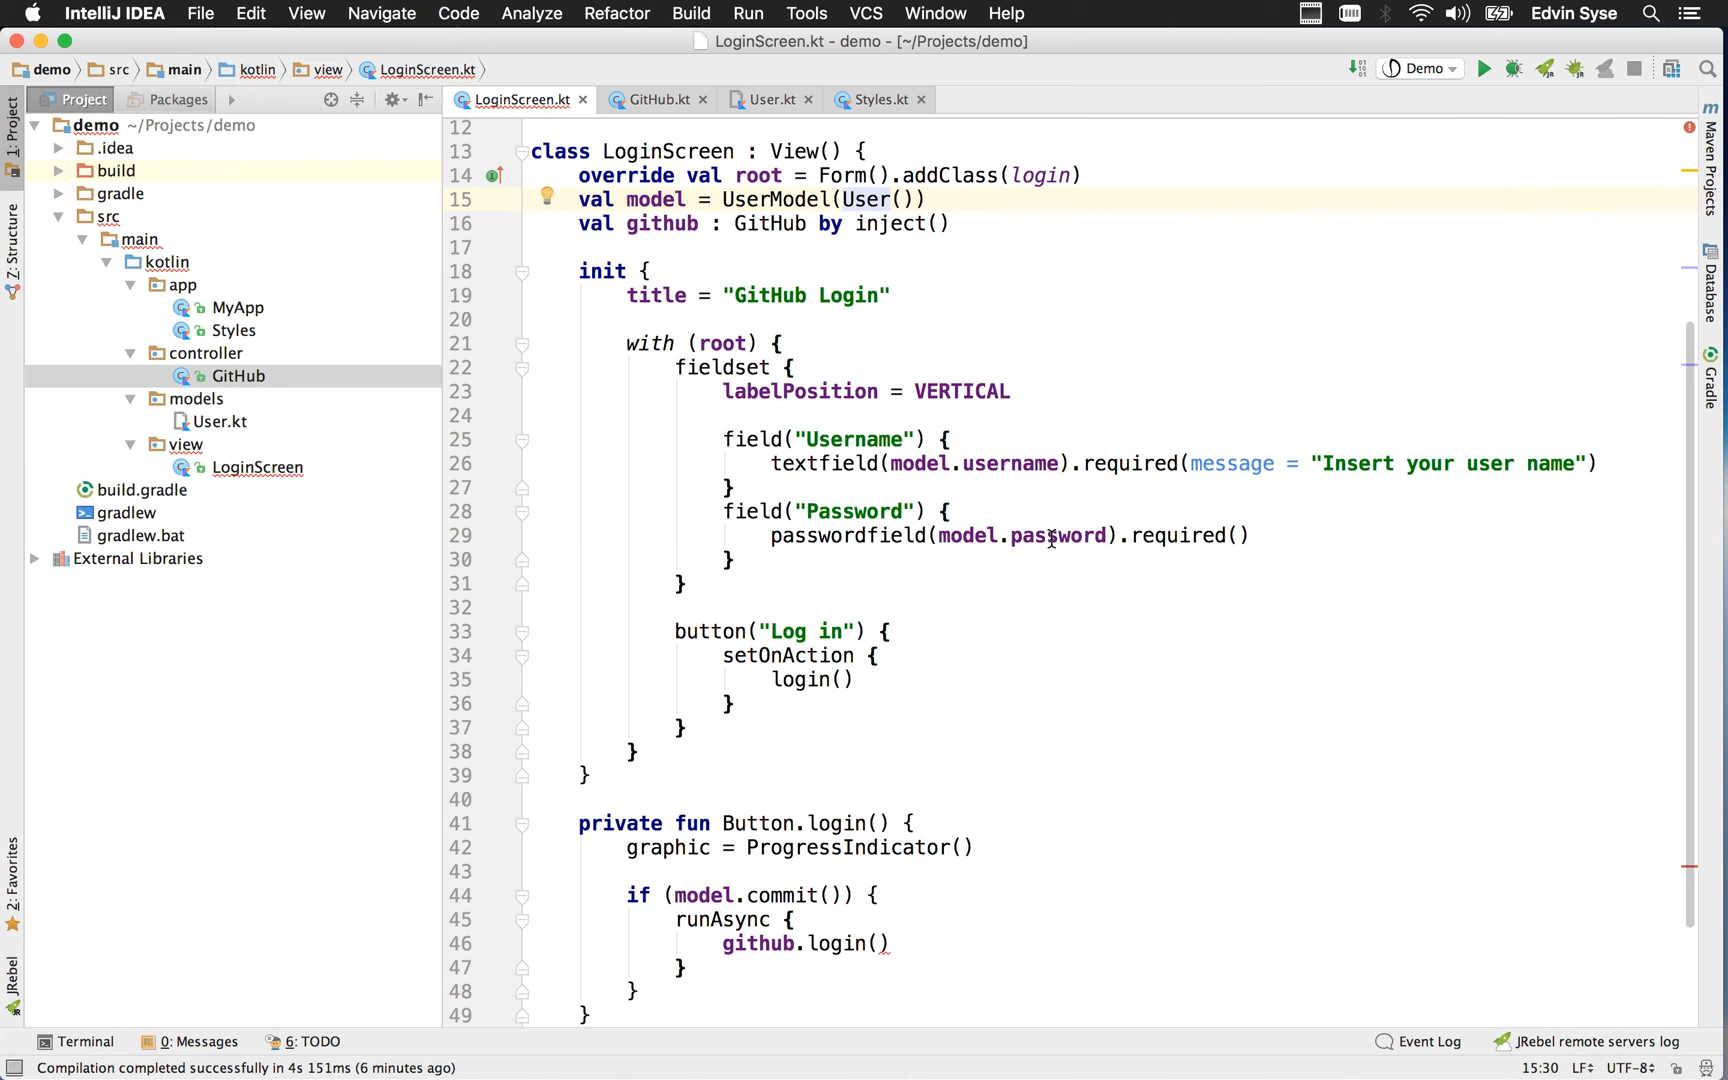 IntelliJ IDEA File Edit View Navigate Code Analyze Refactor Build Run Tools VCS Window Help Edvin Syse
LoginScreen.kt - demo - [~/Projects/demo]
demo src main kotlin view LoginScreen.kt Demo
Project Packages LoginScreen.kt GitHub.kt User.kt Styles.kt
demo ~/Projects/demo
.idea
build
gradle
src
main
kotlin
app
MyApp
Styles
controller
GitHub
models
User.kt
view
LoginScreen
build.gradle
gradlew
gradlew.bat
External Libraries
1: Project
Z: Structure
2: Favorites
JRebel
12
13 class LoginScreen : View() {
14 override val root = Form().addClass(login)
15 val model = UserModel(User())
16 val github : GitHub by inject()
17
18 init {
19 title = "GitHub Login"
20
21 with (root) {
22 fieldset {
23 labelPosition = VERTICAL
24
25 field("Username") {
26 textfield(model.username).required(message = "Insert your user name")
27 }
28 field("Password") {
29 passwordfield(model.password).required()
30 }
31 }
32
33 button("Log in") {
34 setOnAction {
35 login()
36 }
37 }
38 }
39 }
40
41 private fun Button.login() {
42 graphic = ProgressIndicator()
43
44 if (model.commit()) {
45 runAsync {
46 github.login()
47 }
48 }
49 }
m
Maven Projects
Database
Gradle
Terminal 0: Messages 6: TODO Event Log JRebel remote servers log
Compilation completed successfully in 4s 151ms (6 minutes ago) 15:30 LF÷ UTF-8÷